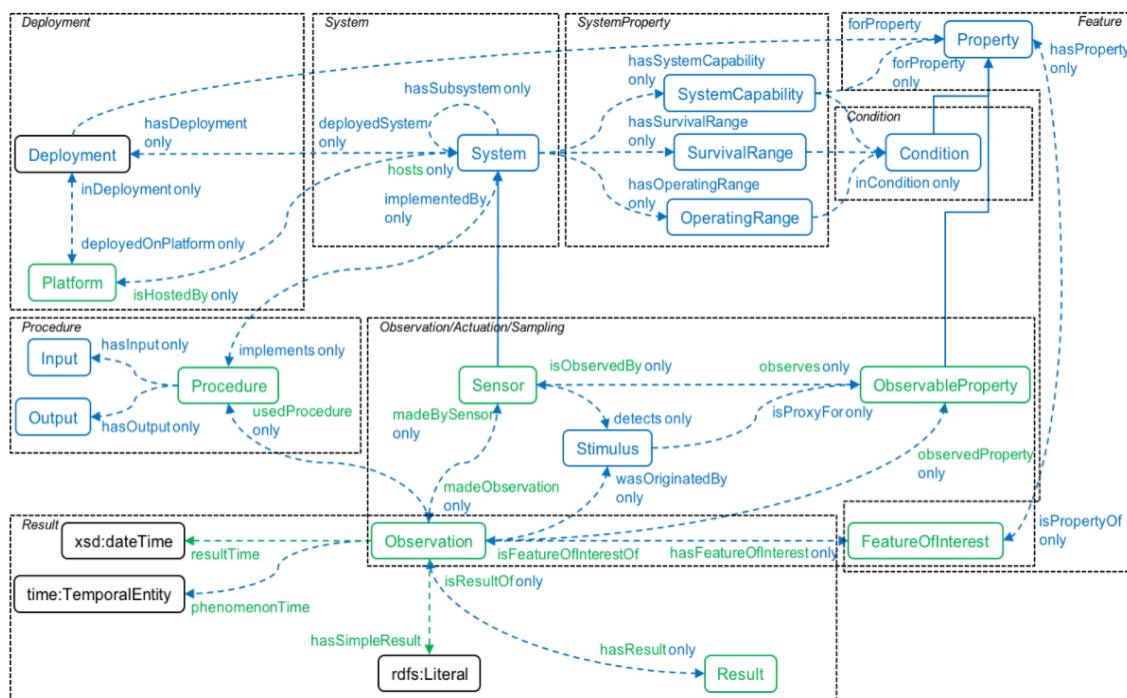 Deployment
System
SystemProperty
Feature
forProperty
Property
hasProperty
only
forProperty
only
hasSystemCapability
only
SystemCapability
hasSubsystem only
hasDeployment
only
deployedSystem
only
Condition
hasSurvivalRange
only
Deployment
System
SurvivalRange
Condition
hosts only
inDeployment only
implementedBy
only
hasOperatingRange
only
inCondition only
OperatingRange
deployedOnPlatform only
Platform
isHostedBy only
Procedure
Observation/Actuation/Sampling
Input
hasInput only
implements only
isObservedBy only
observes only
Procedure
Sensor
ObservableProperty
Output
hasOutput only
usedProcedure
only
madeBySensor
only
detects only
isProxyFor only
Stimulus
observedProperty
only
wasOriginatedBy
only
madeObservation
only
Result
xsd:dateTime
resultTime
Observation
isFeatureOfInterestOf
hasFeatureOfInterest only
FeatureOfInterest
isPropertyOf
only
isResultOf only
time:TemporalEntity
phenomenonTime
hasSimpleResult
hasResult only
rdfs:Literal
Result